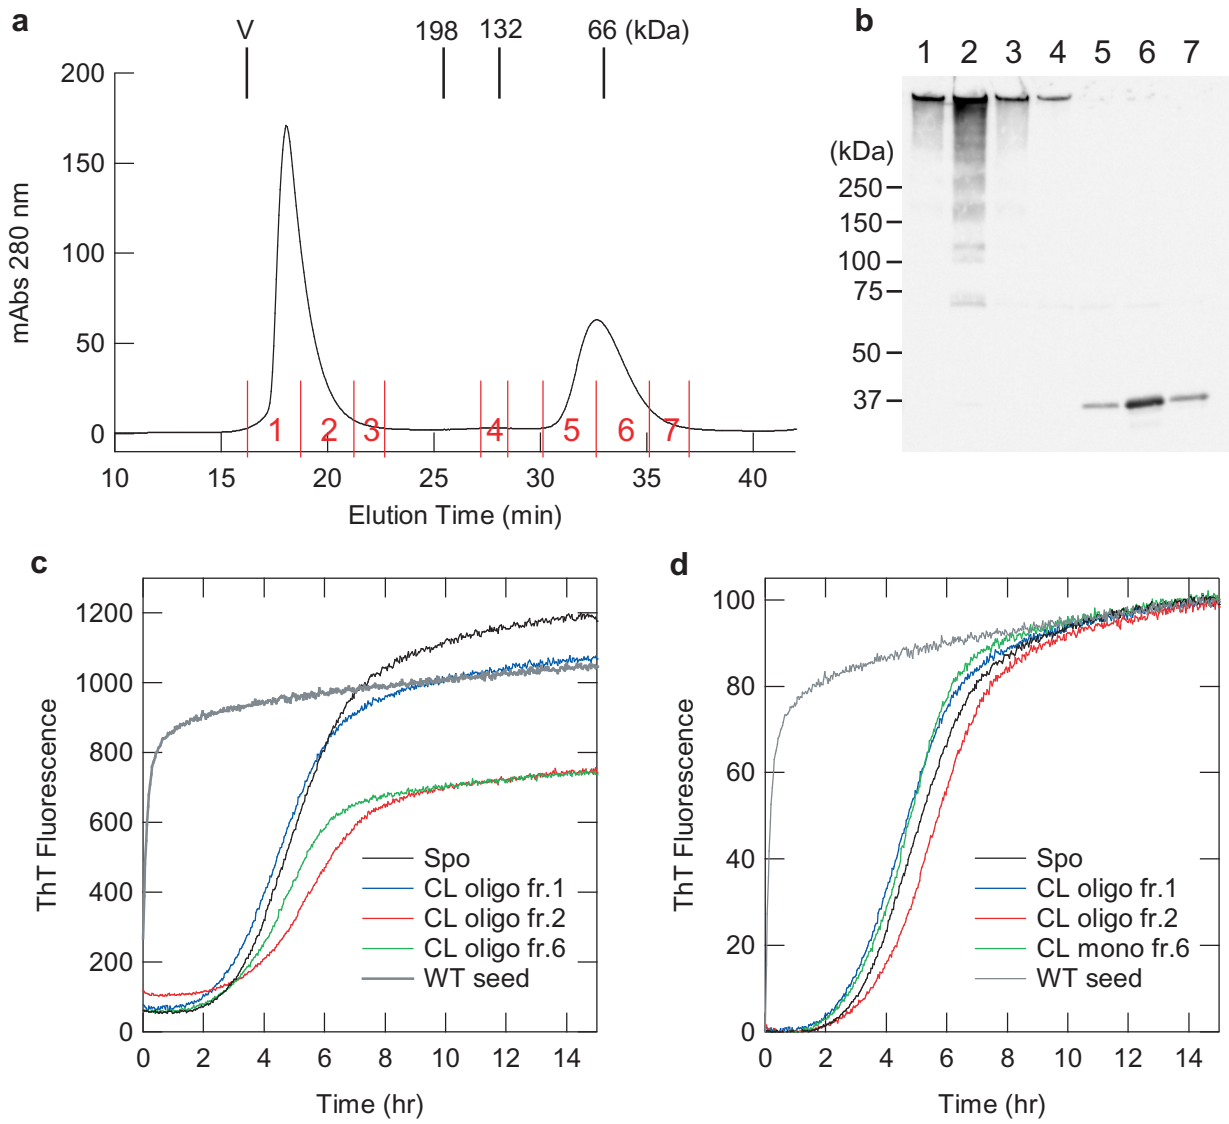 a
V 198 132 66 (kDa)
200
150
100
50
0
mAbs 280 nm
1 2 3 4 5 6 7
10 15 20 25 30 35 40
Elution Time (min)
b
1 2 3 4 5 6 7
(kDa)
250
150
100
75
50
37
c
1200
1000
800
600
400
200
0
ThT Fluorescence
Spo
CL oligo fr.1
CL oligo fr.2
CL oligo fr.6
WT seed
0 2 4 6 8 10 12 14
Time (hr)
d
100
80
60
40
20
0
ThT Fluorescence
Spo
CL oligo fr.1
CL oligo fr.2
CL mono fr.6
WT seed
0 2 4 6 8 10 12 14
Time (hr)